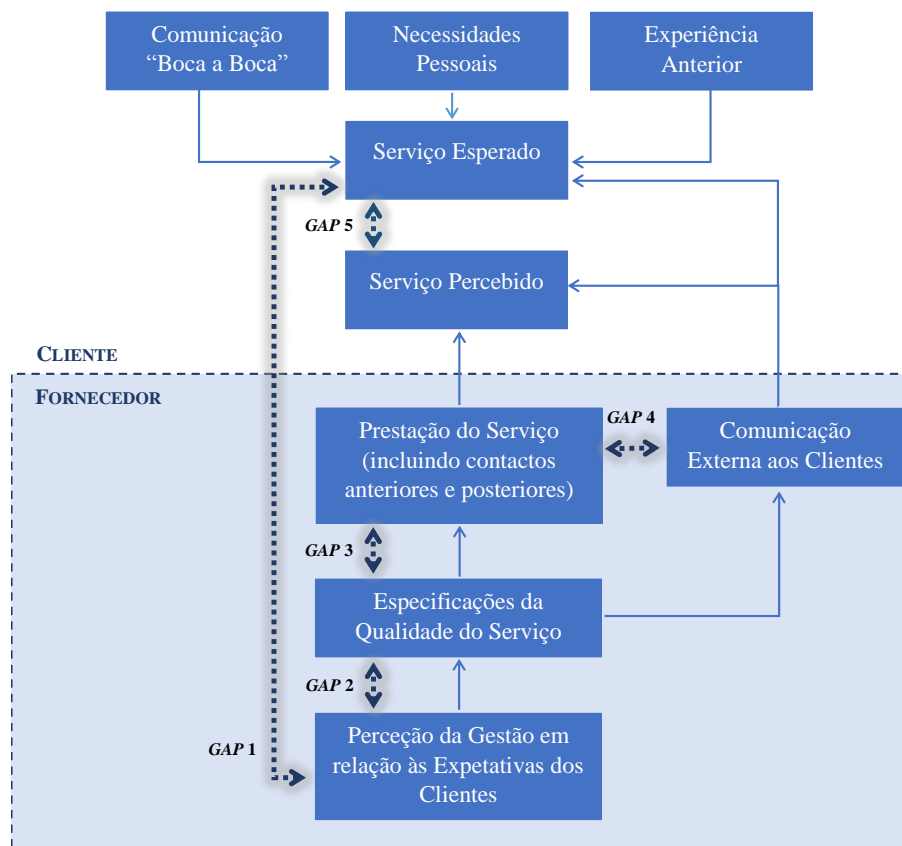 Comunicação
“Boca a Boca”
Necessidades
Pessoais
Experiência
Anterior
Serviço Esperado
GAP 5
Serviço Percebido
CLIENTE
FORNECEDOR
Prestação do Serviço
(incluindo contactos
anteriores e posteriores)
GAP 4
Comunicação
Externa aos Clientes
GAP 3
Especificações da
Qualidade do Serviço
GAP 2
GAP 1
Perceção da Gestão em
relação às Expetativas dos
Clientes